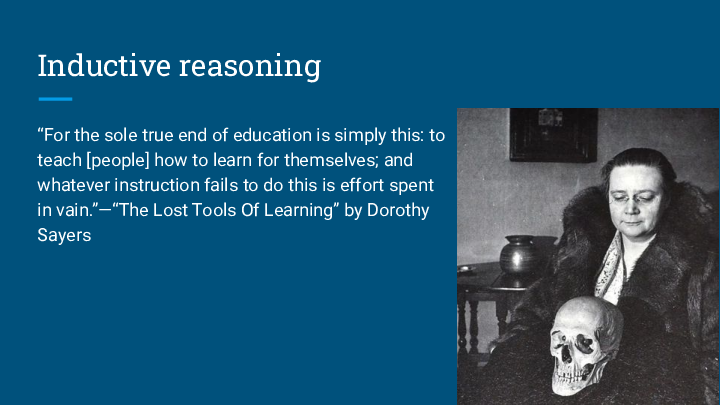 Inductive reasoning
“For the sole true end of education is simply this: to
teach [people] how to learn for themselves; and
whatever instruction fails to do this is effort spent
in vain.”—“The Lost Tools Of Learning” by Dorothy
Sayers